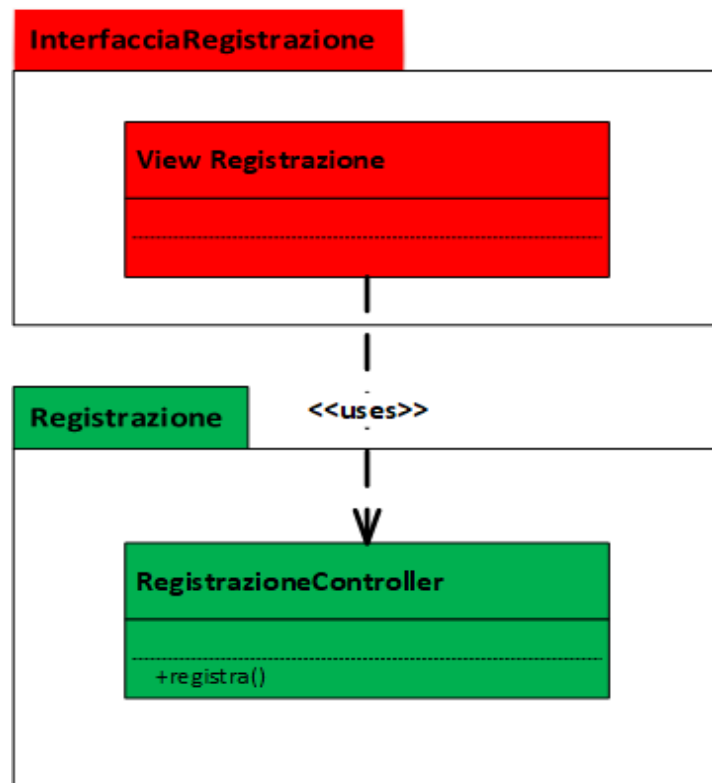 InterfacciaRegistrazione
View Registrazione
Registrazione
<<uses>>
RegistrazioneController
+registra()